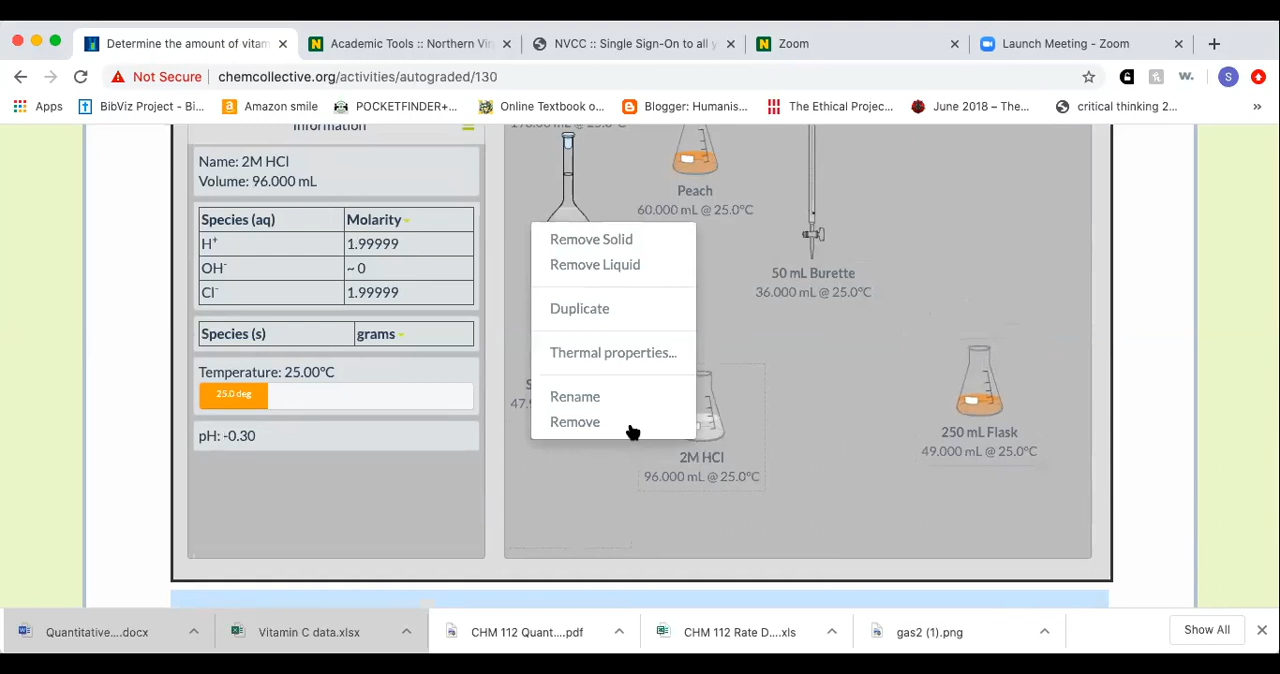 Determine the amount of vitam
Academic Tools :: Northern Vir
NVCC :: Single Sign-On to all y
Zoom
Launch Meeting - Zoom
Not Secure
chemcollective.org/activities/autograded/130
S
Apps
BibViz Project - Bi...
Amazon smile
POCKETFINDER+...
Online Textbook o...
Blogger: Humanis...
The Ethical Projec...
June 2018 – The...
critical thinking 2...
»
Information
Name: 2M HCl
Volume: 96.000 mL
Species (aq) Molarity
H+ 1.99999
OH- ~ 0
Cl- 1.99999
Species (s) grams
Temperature: 25.00°C
25.0 deg
pH: -0.30
Peach
60.000 mL @ 25.0°C
50 mL Burette
36.000 mL @ 25.0°C
Remove Solid
Remove Liquid
Duplicate
Thermal properties...
Rename
Remove
2M HCl
96.000 mL @ 25.0°C
250 mL Flask
49.000 mL @ 25.0°C
Quantitative....docx
Vitamin C data.xlsx
CHM 112 Quant....pdf
CHM 112 Rate D....xls
gas2 (1).png
Show All